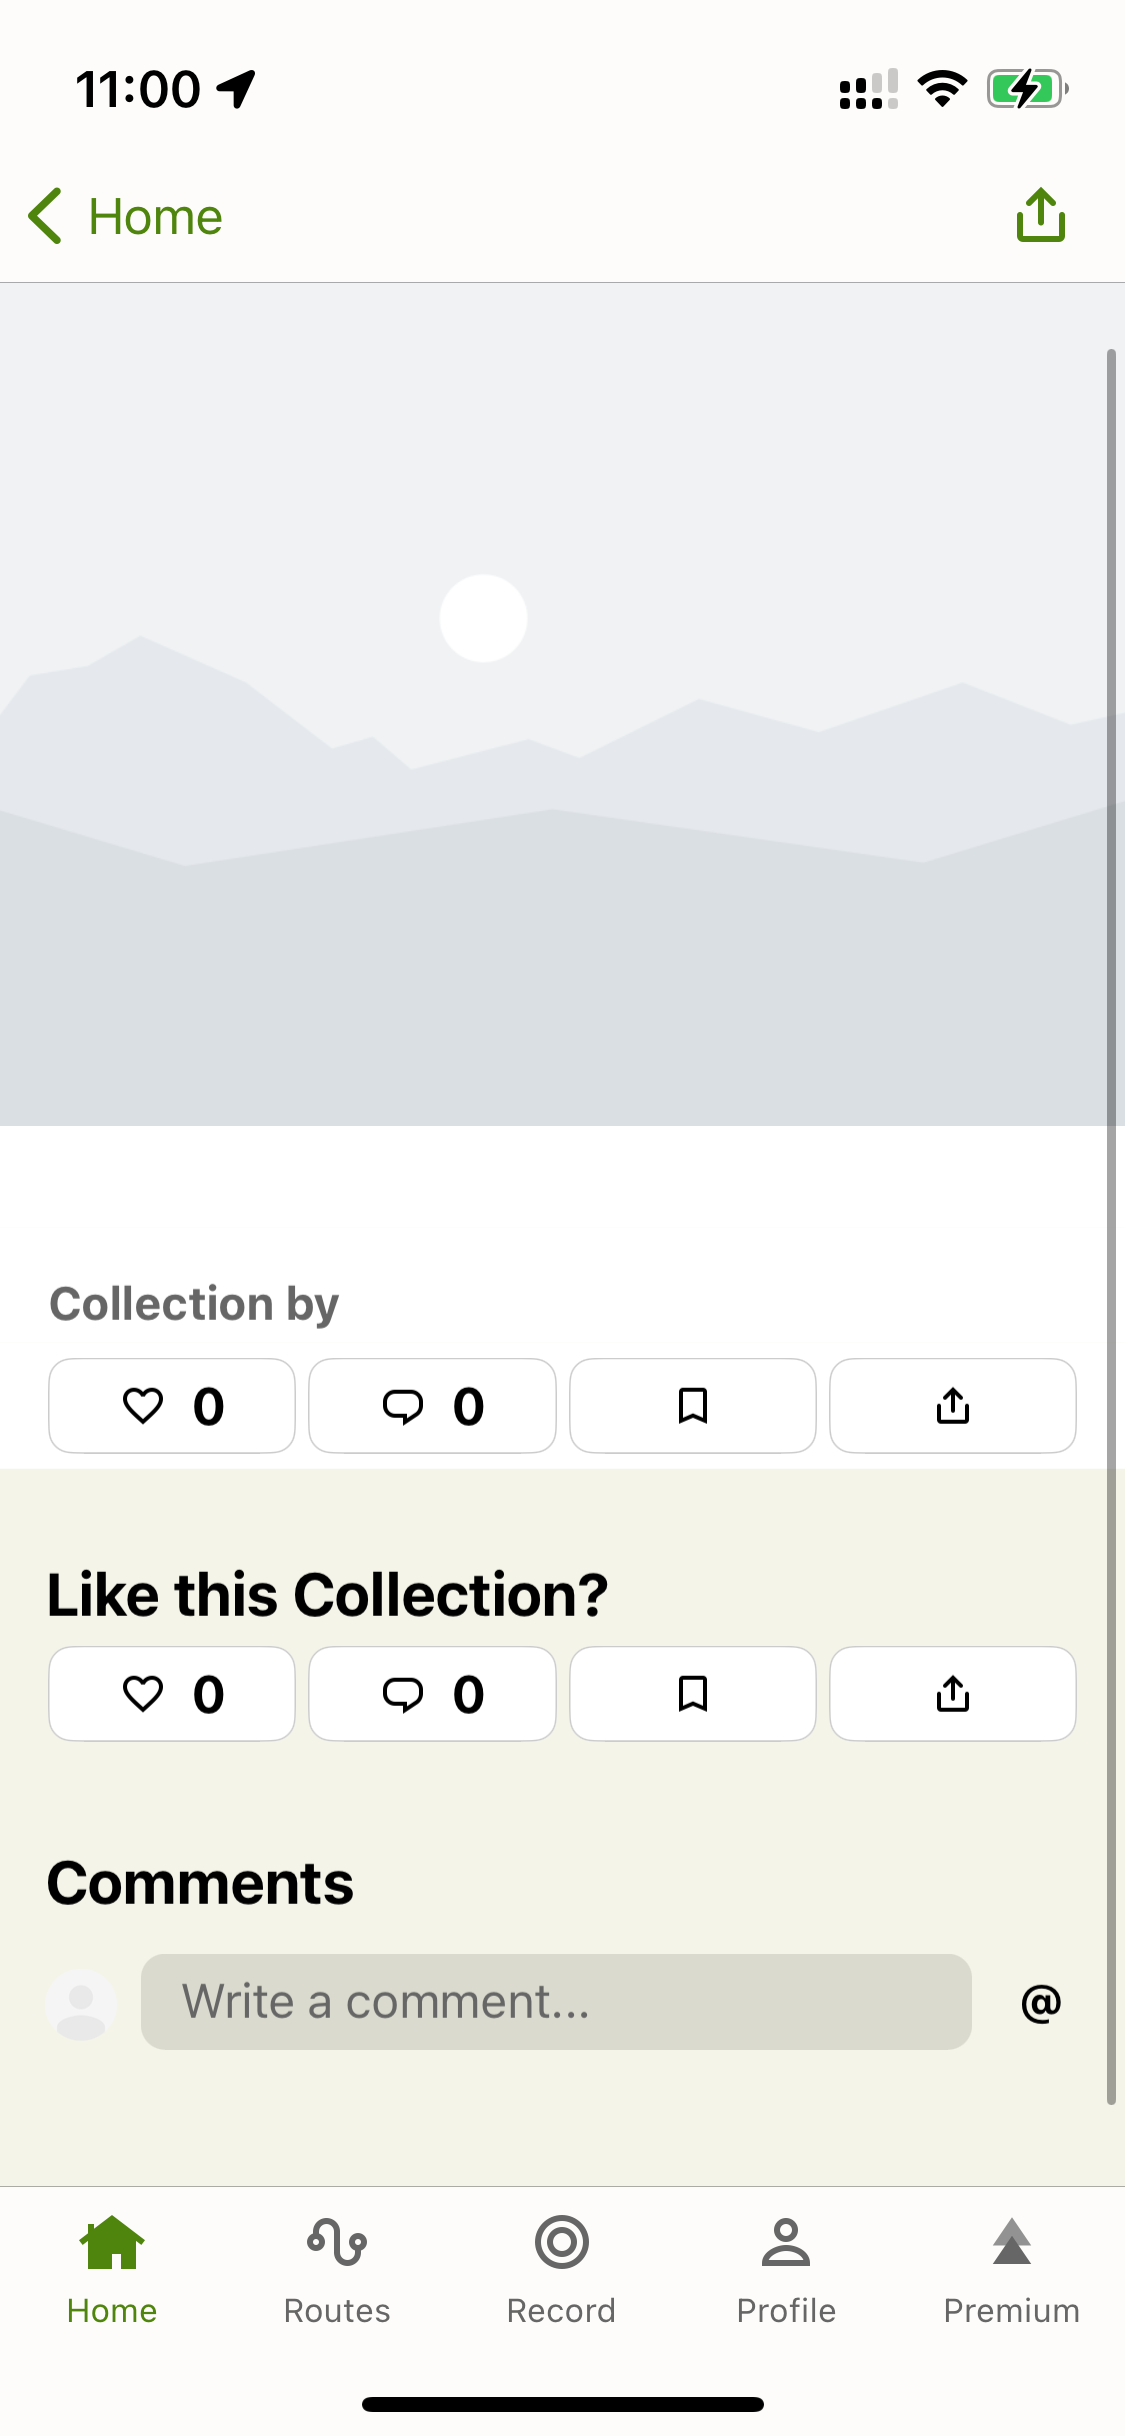 11:00
Home
Collection by
0 0
Like this Collection?
0 0
Comments
Write a comment... @
Home Routes Record Profile Premium